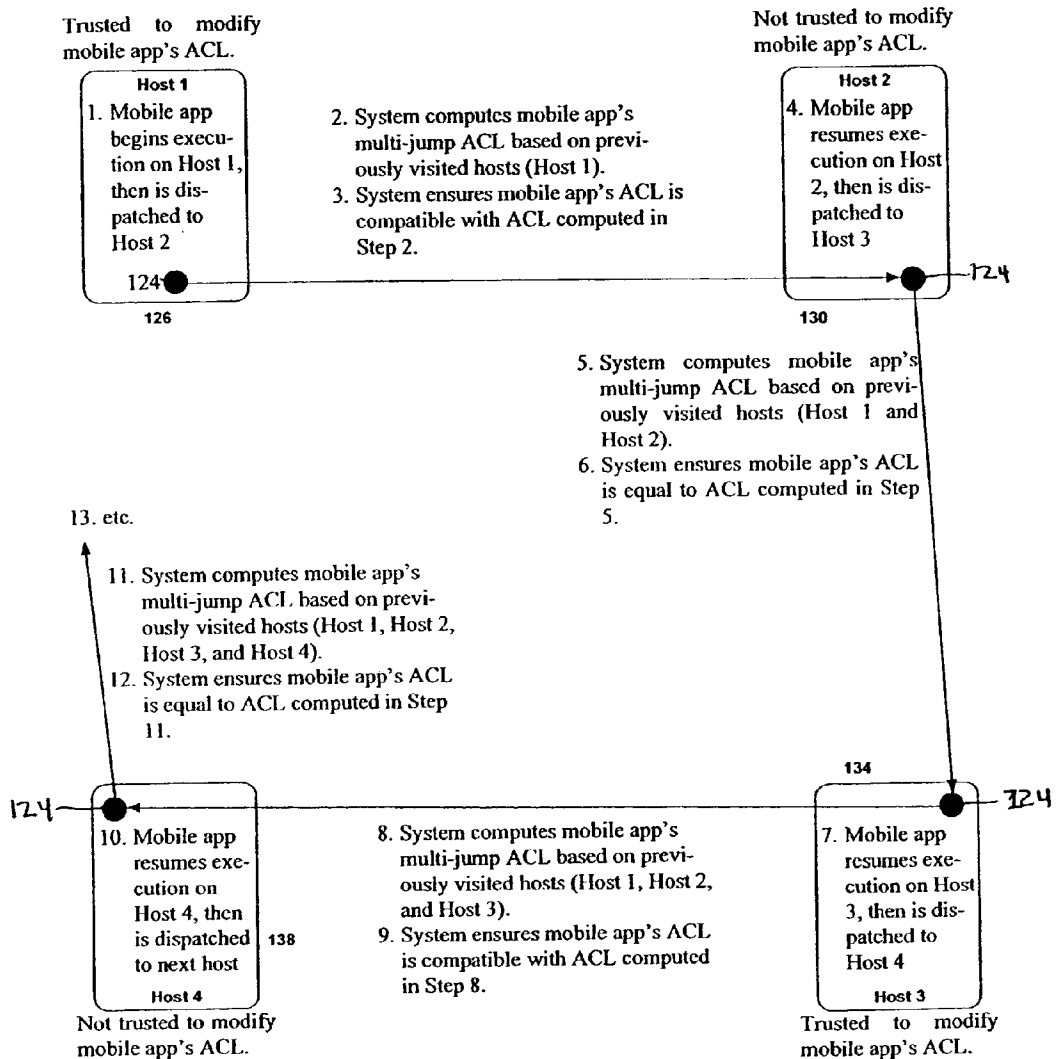 Trusted to modify
mobile app's ACL.
Host 1
1. Mobile app
begins execu-
tion on Host 1,
then is dis-
patched to
Host 2
124
126
2. System computes mobile app's
multi-jump ACL based on previ-
ously visited hosts (Host 1).
3. System ensures mobile app's ACL is
compatible with ACL computed in
Step 2.
Not trusted to modify
mobile app's ACL.
Host 2
4. Mobile app
resumes exe-
cution on Host
2, then is dis-
patched to
Host 3
124
130
5. System computes mobile app's
multi-jump ACL based on previ-
ously visited hosts (Host 1 and
Host 2).
6. System ensures mobile app's ACL
is equal to ACL computed in Step
5.
134
124
7. Mobile app
resumes exe-
cution on Host
3, then is dis-
patched to
Host 4
Host 3
Trusted to modify
mobile app's ACL.
8. System computes mobile app's
multi-jump ACL based on previ-
ously visited hosts (Host 1, Host 2,
and Host 3).
9. System ensures mobile app's ACL
is compatible with ACL computed
in Step 8.
124
10. Mobile app
resumes exe-
cution on
Host 4, then
is dispatched
to next host
138
Host 4
Not trusted to modify
mobile app's ACL.
11. System computes mobile app's
multi-jump ACL based on previ-
ously visited hosts (Host 1, Host 2,
Host 3, and Host 4).
12. System ensures mobile app's ACL
is equal to ACL computed in Step
11.
13. etc.